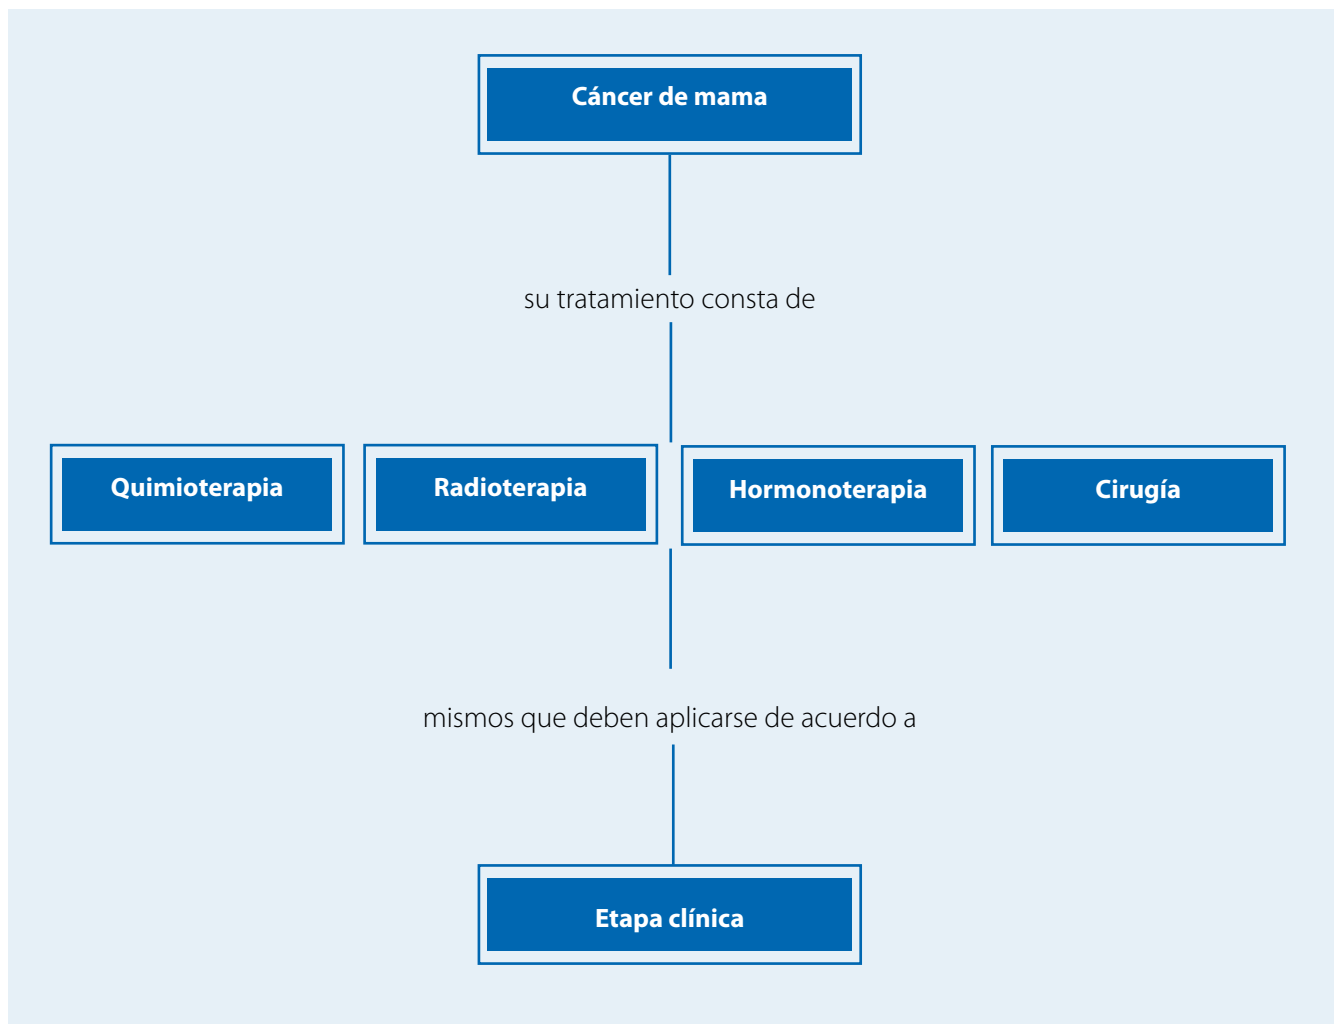 Cáncer de mama
su tratamiento consta de
Quimioterapia
Radioterapia
Hormonoterapia
Cirugía
mismos que deben aplicarse de acuerdo a
Etapa clínica